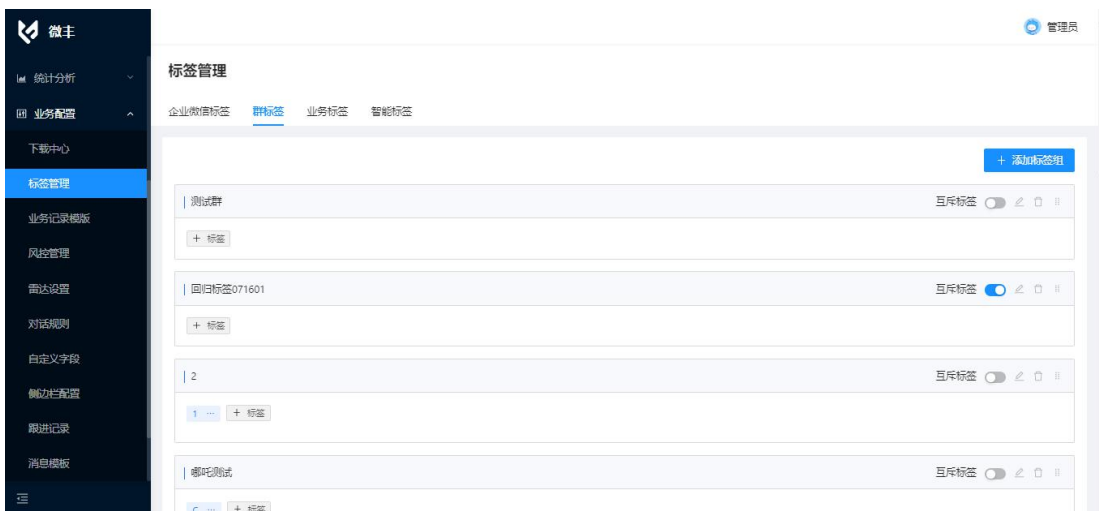 微丰
管理员
统计分析
业务配置
下载中心
标签管理
业务记录模版
风控管理
雷达设置
对话规则
自定义字段
侧边栏配置
跟进记录
消息模板
标签管理
企业微信标签 群标签 业务标签 智能标签
+ 添加标签组
测试群 互斥标签
+ 标签
回归标签071601 互斥标签
+ 标签
2 互斥标签
1 ··· + 标签
哪吒测试 互斥标签
+ 标签